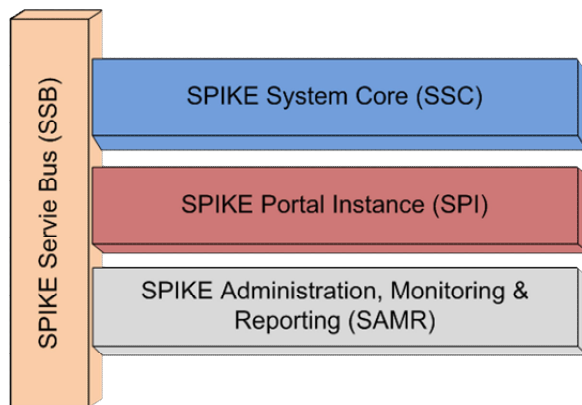 SPIKE Servie Bus (SSB)
SPIKE System Core (SSC)
SPIKE Portal Instance (SPI)
SPIKE Administration, Monitoring &
Reporting (SAMR)